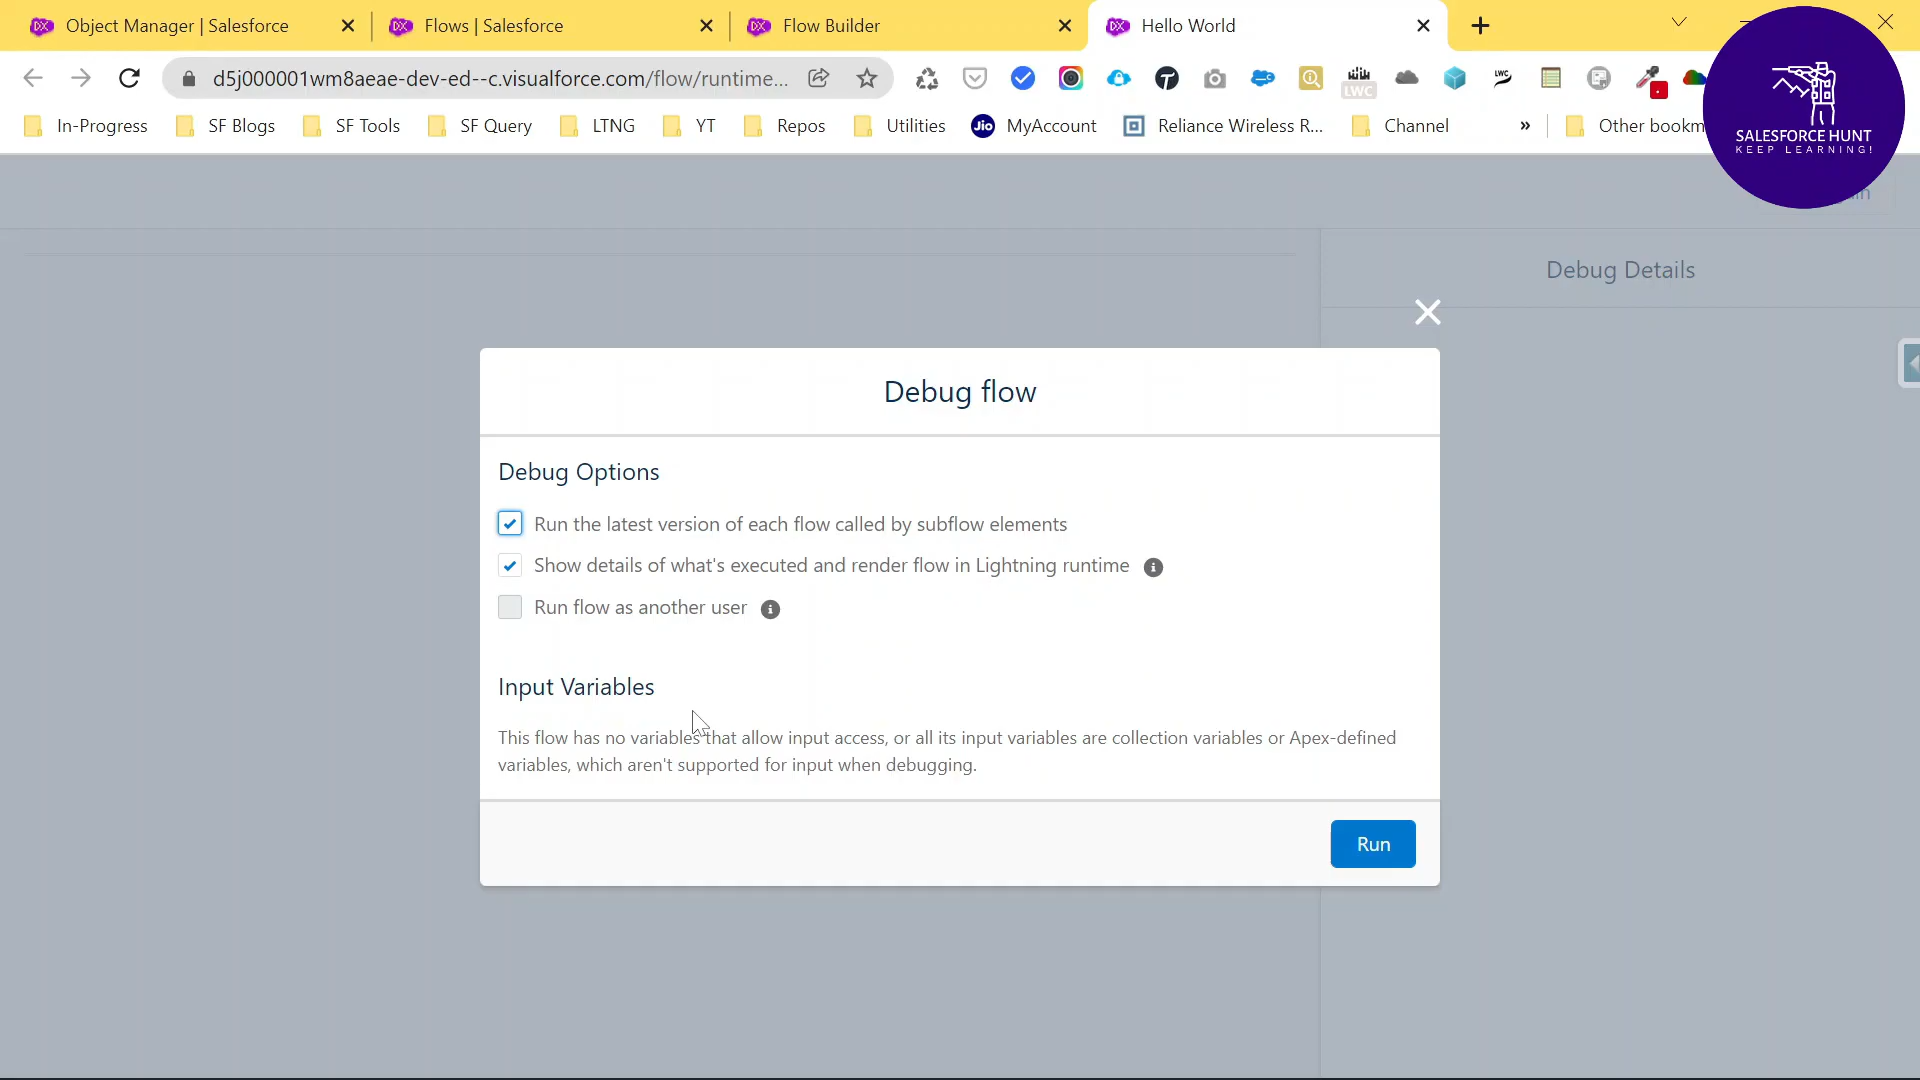 Object Manager | Salesforce
Flows | Salesforce
Flow Builder
Hello World
d5j000001wm8aeae-dev-ed--c.visualforce.com/flow/runtime...
LWC
LWC
In-Progress
SF Blogs
SF Tools
SF Query
LTNG
YT
Repos
Utilities
Jio
MyAccount
Reliance Wireless R...
Channel
»
Other bookm
SALESFORCE HUNT
KEEP LEARNING!
Debug Details
Debug flow
Debug Options
Run the latest version of each flow called by subflow elements
Show details of what's executed and render flow in Lightning runtime
Run flow as another user
Input Variables
This flow has no variables that allow input access, or all its input variables are collection variables or Apex-defined
variables, which aren't supported for input when debugging.
Run